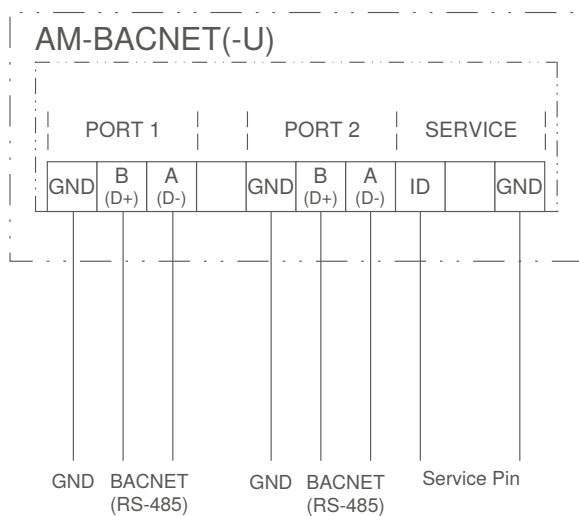 AM-BACNET(-U)
PORT 1 PORT 2 SERVICE
GND B (D+) A (D-) GND B (D+) A (D-) ID GND
GND BACNET (RS-485) GND BACNET (RS-485) Service Pin